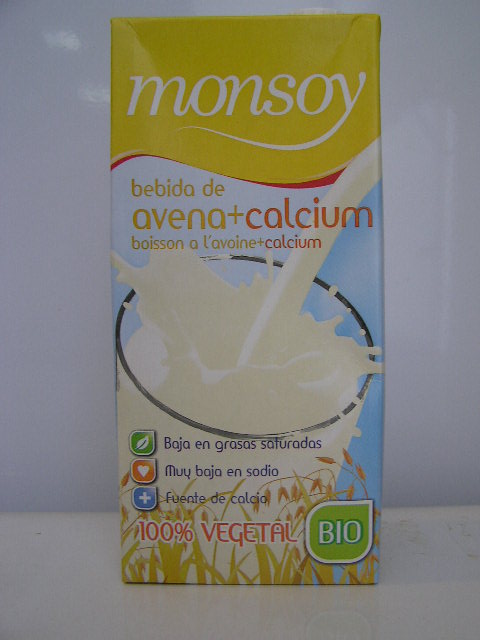 monsoy
bebida de
avena+calcium
boisson a l'avoine+calcium
Baja en grasas saturadas
Muy baja en sodio
Fuente de calcio
100% VEGETAL
BIO